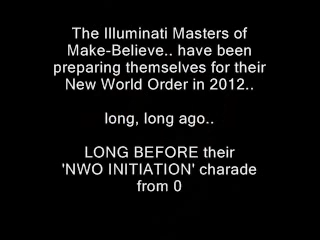 The Illuminati Masters of
Make-Believe.. have been
preparing themselves for their
New World Order in 2012..
long, long ago..
LONG BEFORE their
'NWO INITIATION' charade
from 0